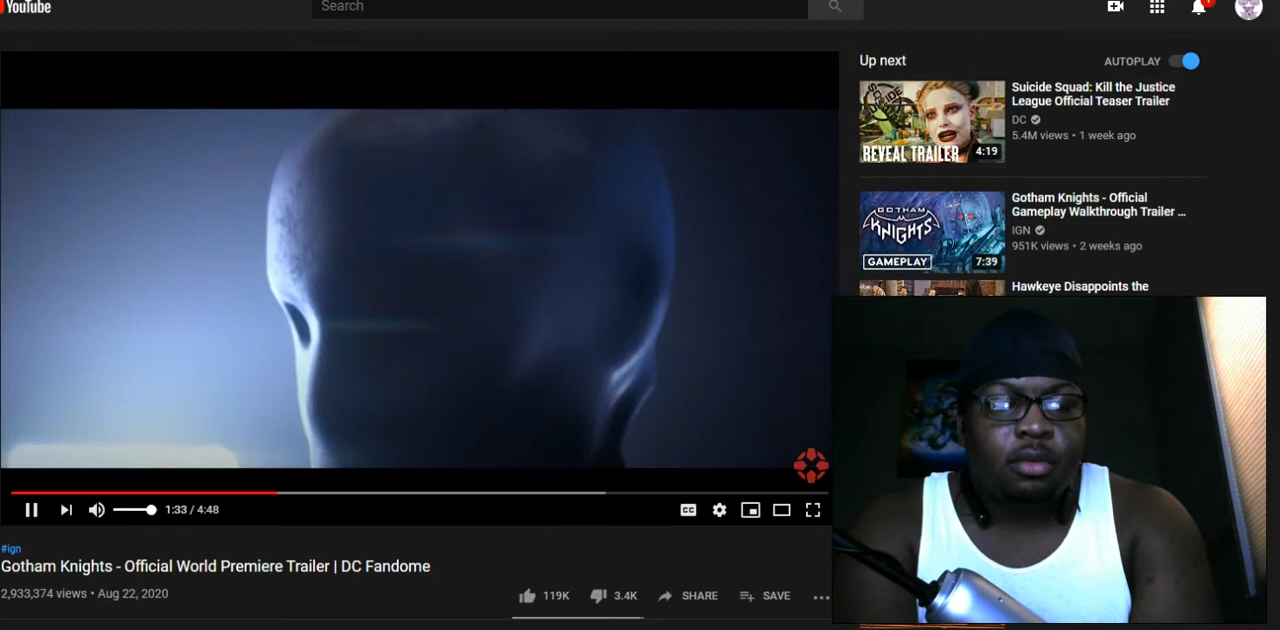 YouTube
Search
Up next
AUTOPLAY
REVEAL TRAILER
4:19
Suicide Squad: Kill the Justice
League Official Teaser Trailer
DC
5.4M views • 1 week ago
GOTHAM
KNIGHTS
GAMEPLAY
7:39
Gotham Knights - Official
Gameplay Walkthrough Trailer ...
IGN
951K views • 2 weeks ago
Hawkeye Disappoints the
1:33 / 4:48
CC
#ign
Gotham Knights - Official World Premiere Trailer | DC Fandome
2,933,374 views • Aug 22, 2020
119K
3.4K
SHARE
SAVE